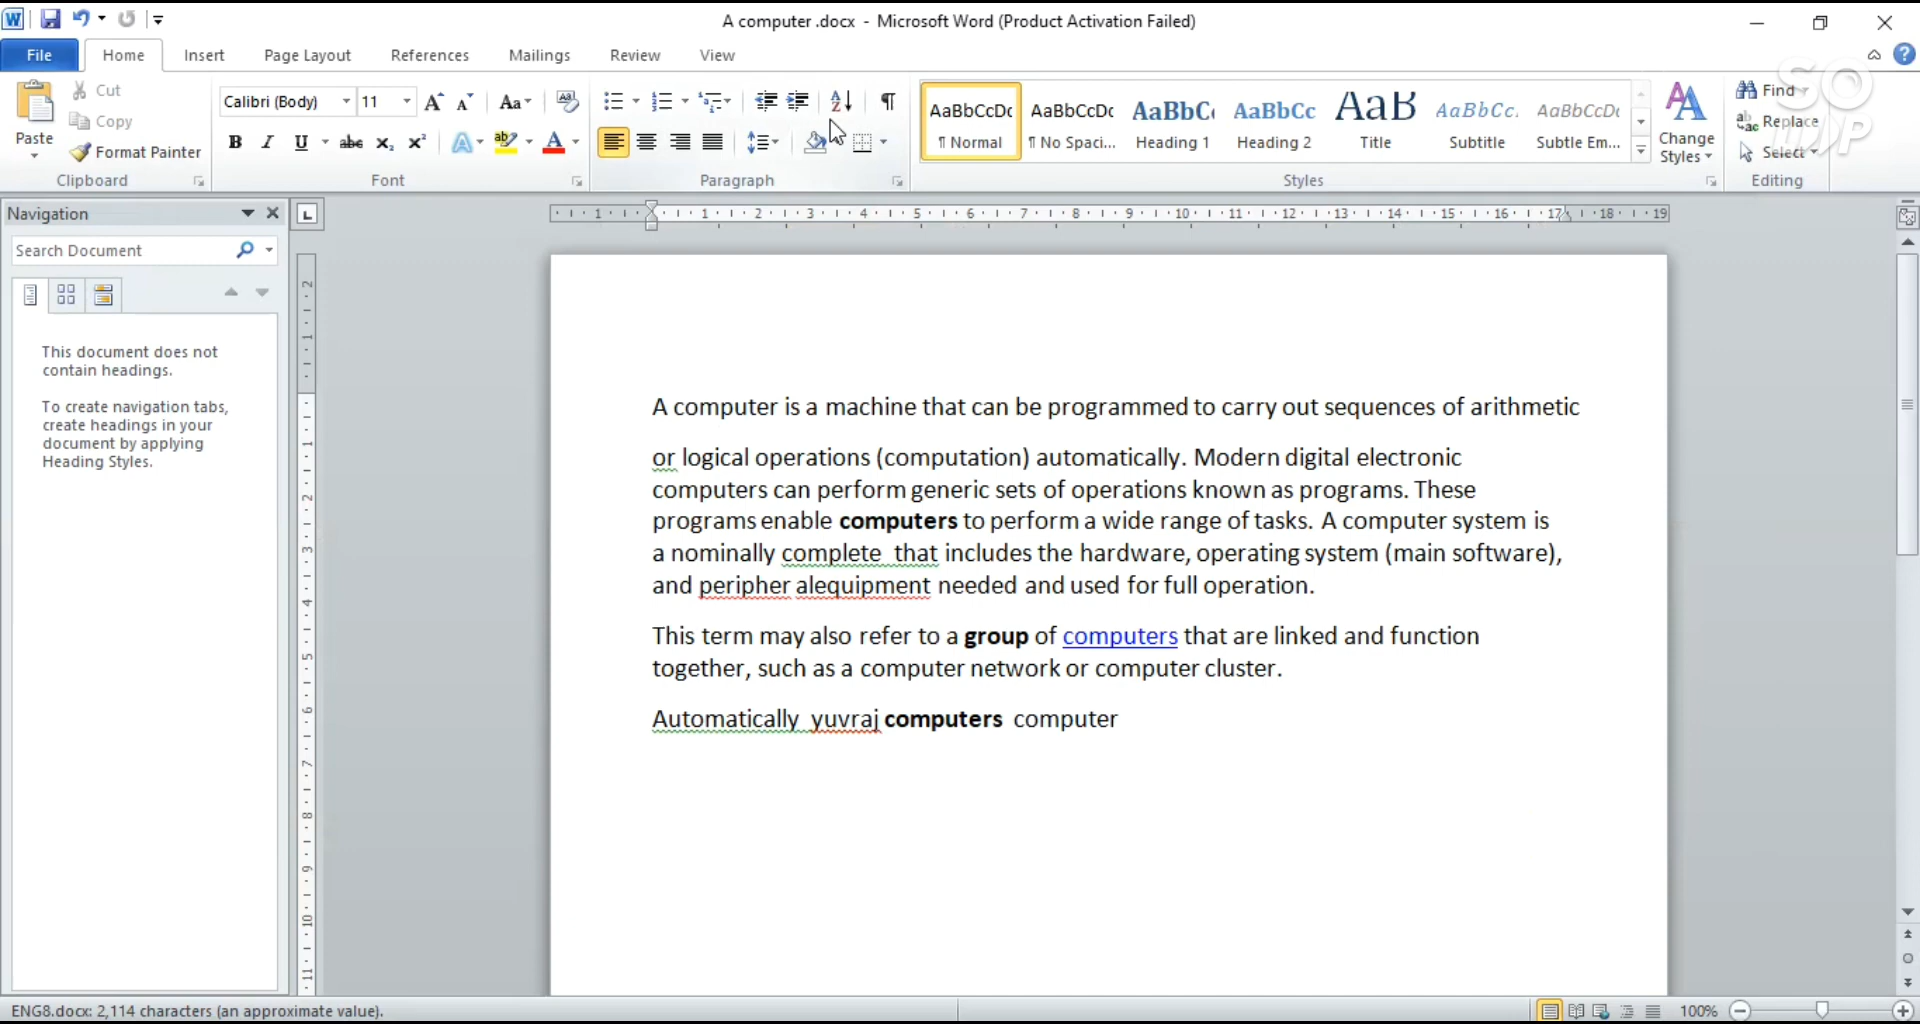 A computer .docx - Microsoft Word (Product Activation Failed)
File Home Insert Page Layout References Mailings Review View
Paste
Cut
Copy
Format Painter
Clipboard
Calibri (Body) 11
Font
Paragraph
AaBbCcDc AaBbCcDc AaBbC AaBbCc AaB AaBbCc. AaBbCcDc
¶ Normal ¶ No Spaci... Heading 1 Heading 2 Title Subtitle Subtle Em...
Styles
Change Styles
Find
Replace
Select
Editing
Navigation
Search Document
This document does not
contain headings.
To create navigation tabs,
create headings in your
document by applying
Heading Styles.
A computer is a machine that can be programmed to carry out sequences of arithmetic
or logical operations (computation) automatically. Modern digital electronic
computers can perform generic sets of operations known as programs. These
programs enable computers to perform a wide range of tasks. A computer system is
a nominally complete that includes the hardware, operating system (main software),
and peripher alequipment needed and used for full operation.
This term may also refer to a group of computers that are linked and function
together, such as a computer network or computer cluster.
Automatically yuvraj computers computer
ENG8.docx: 2,114 characters (an approximate value).
100%